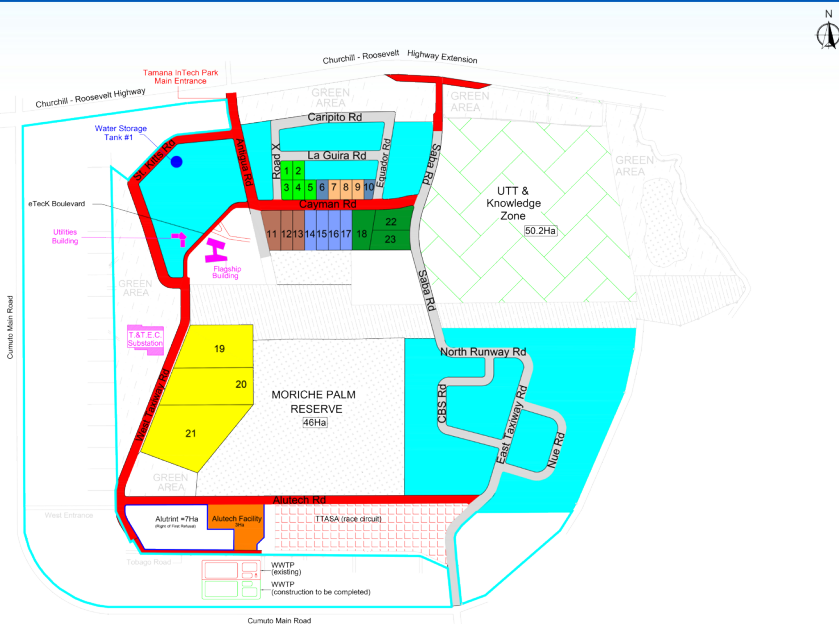 N
Churchill - Roosevelt Highway Extension
Tamana InTech Park
Main Entrance
Churchill - Roosevelt Highway
GREEN
AREA
GREEN
AREA
Caripito Rd
Water Storage
Tank #1
St. Kitts Rd
Antigua Rd
Road X
La Guira Rd
Equador Rd
Saba Rd
GREEN
AREA
1 2
3 4 5 6 7 8 9 10
UTT &
Knowledge
Zone
50.2Ha
eTecK Boulevard
Cayman Rd
11 12 13 14 15 16 17 18 22
23
Utilities
Building
Flagship
Building
Saba Rd
GREEN
AREA
Cumuto Main Road
T.&T.E.C.
Substation
19
North Runway Rd
20
MORICHE PALM
RESERVE
46Ha
CBS Rd
West Taxiway Rd
21
East Taxiway Rd
Nue Rd
GREEN
AREA
Alutech Rd
West Entrance
Alutrint =7Ha
(Right of First Refusal)
Alutech Facility
3Ha
TTASA (race circuit)
Tobago Road
WWTP
(existing)
WWTP
(construction to be completed)
Cumuto Main Road